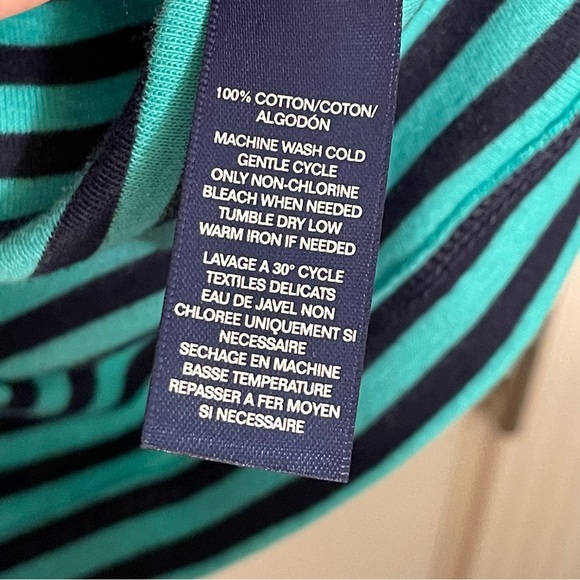 100% COTTON/COTON/
ALGODÓN
MACHINE WASH COLD
GENTLE CYCLE
ONLY NON-CHLORINE
BLEACH WHEN NEEDED
TUMBLE DRY LOW
WARM IRON IF NEEDED
LAVAGE A 30° CYCLE
TEXTILES DELICATS
EAU DE JAVEL NON
CHLOREE UNIQUEMENT SI
NECESSAIRE
SECHAGE EN MACHINE
BASSE TEMPERATURE
REPASSER A FER MOYEN
SI NECESSAIRE